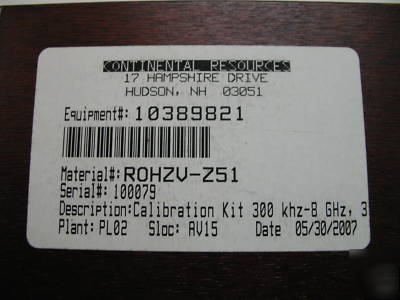 CONTINENTAL RESOURCES
17 HAMPSHIRE DRIVE
HUDSON, NH 03051
Equipment#: 10389821
Material#: ROHZV-Z51
Serial#: 100079
Description: Calibration Kit 300 khz-8 GHz, 3
Plant: PL02 Sloc: AV15 Date 05/30/2007